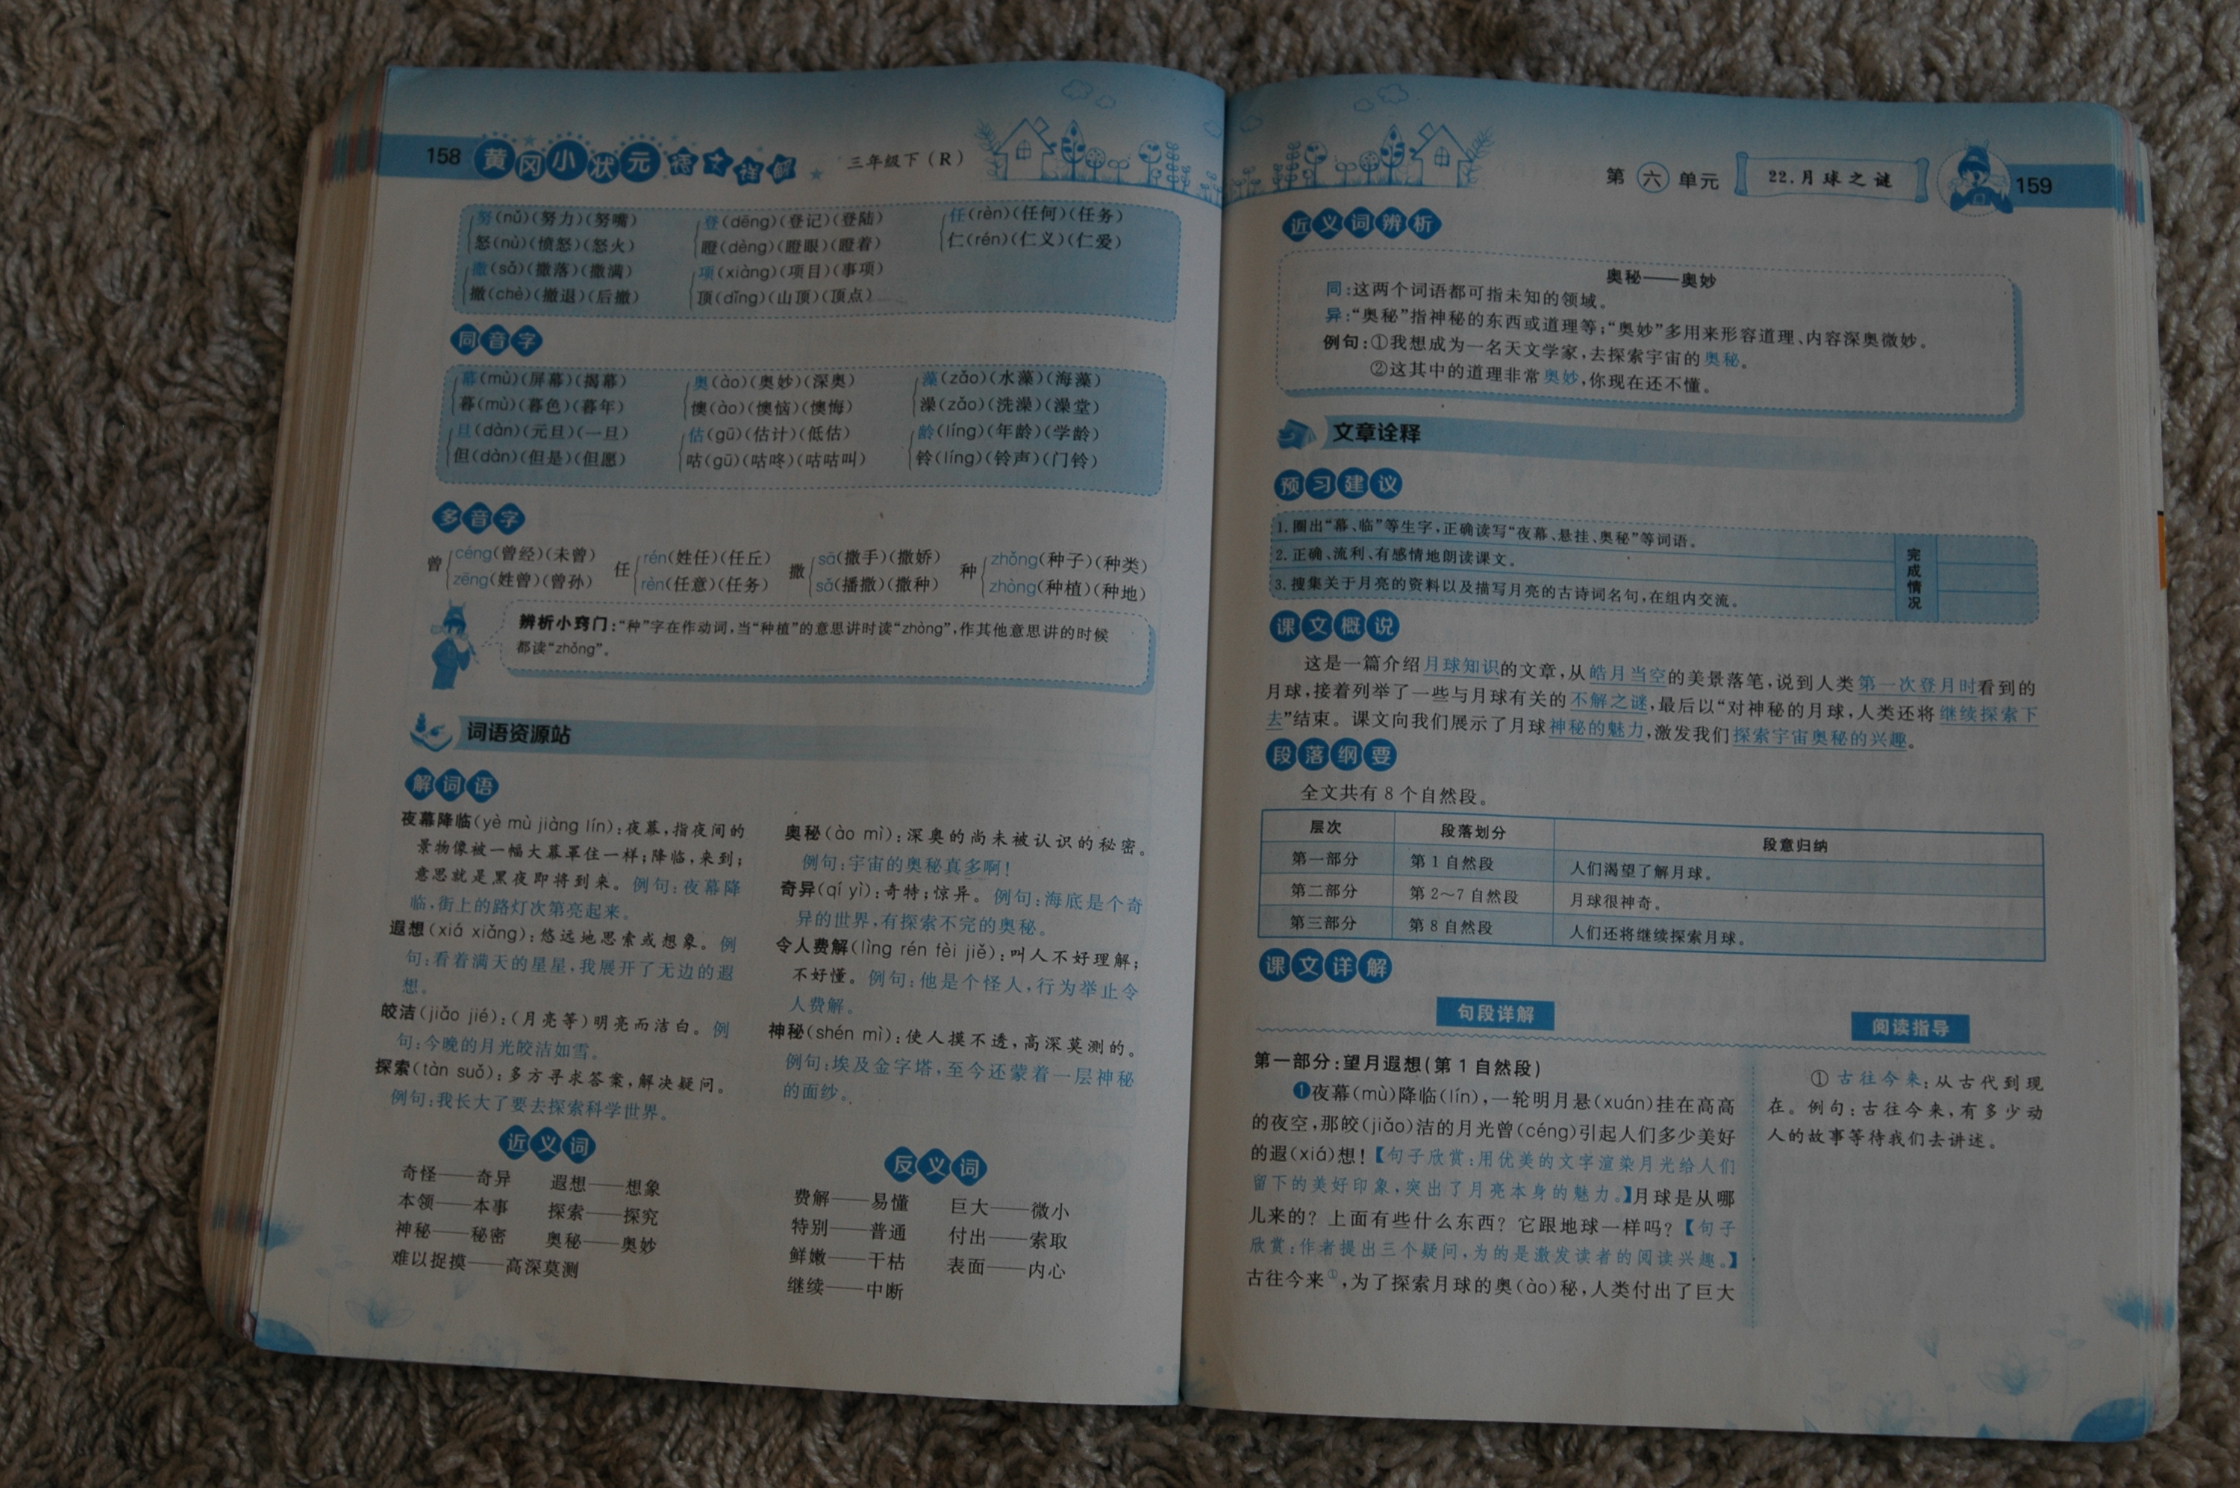 158 黄冈小状元 语文详解 三年级下(R)
努(nǔ)(努力)(努嘴)
怒(nù)(愤怒)(怒火)
撒(sǎ)(撒落)(撒满)
撤(chè)(撤退)(后撤)
登(dēng)(登记)(登陆)
瞪(dèng)(瞪眼)(瞪着)
项(xiàng)(项目)(事项)
顶(dǐng)(山顶)(顶点)
任(rèn)(任何)(任务)
仁(rén)(仁义)(仁爱)
同音字
幕(mù)(屏幕)(揭幕)
暮(mù)(暮色)(暮年)
旦(dàn)(元旦)(一旦)
但(dàn)(但是)(但愿)
奥(ào)(奥妙)(深奥)
懊(ào)(懊恼)(懊悔)
估(gū)(估计)(低估)
咕(gū)(咕咚)(咕咕叫)
藻(zǎo)(水藻)(海藻)
澡(zǎo)(洗澡)(澡堂)
龄(líng)(年龄)(学龄)
铃(líng)(铃声)(门铃)
多音字
曾 céng(曾经)(未曾)
zēng(姓曾)(曾孙)
任 rén(姓任)(任丘)
rèn(任意)(任务)
撒 sā(撒手)(撒娇)
sǎ(播撒)(撒种)
种 zhǒng(种子)(种类)
zhòng(种植)(种地)
辨析小窍门:“种”字在作动词,当“种植”的意思讲时读“zhòng”,作其他意思讲的时候
都读“zhǒng”。
词语资源站
解词语
夜幕降临(yè mù jiàng lín):夜幕,指夜间的
景物像被一幅大幕罩住一样;降临,来到;
意思就是黑夜即将到来。例句:夜幕降
临,街上的路灯次第亮起来。
遐想(xiá xiǎng):悠远地思索或想象。例
句:看着满天的星星,我展开了无边的遐
想。
皎洁(jiǎo jié):(月亮等)明亮而洁白。例
句:今晚的月光皎洁如雪。
探索(tàn suǒ):多方寻求答案,解决疑问。
例句:我长大了要去探索科学世界。
奥秘(ào mì):深奥的尚未被认识的秘密。
例句:宇宙的奥秘真多啊!
奇异(qí yì):奇特;惊异。例句:海底是个奇
异的世界,有探索不完的奥秘。
令人费解(lìng rén fèi jiě):叫人不好理解;
不好懂。例句:他是个怪人,行为举止令
人费解。
神秘(shén mì):使人摸不透,高深莫测的。
例句:埃及金字塔,至今还蒙着一层神秘
的面纱。
近义词
奇怪——奇异 遐想——想象
本领——本事 探索——探究
神秘——秘密 奥秘——奥妙
难以捉摸——高深莫测
反义词
费解——易懂 巨大——微小
特别——普通 付出——索取
鲜嫩——干枯 表面——内心
继续——中断
第六单元 22.月球之谜 159
近义词辨析
奥秘——奥妙
同:这两个词语都可指未知的领域。
异:“奥秘”指神秘的东西或道理等;“奥妙”多用来形容道理、内容深奥微妙。
例句:①我想成为一名天文学家,去探索宇宙的奥秘。
②这其中的道理非常奥妙,你现在还不懂。
文章诠释
预习建议
1.圈出“幕、临”等生字,正确读写“夜幕、悬挂、奥秘”等词语。
2.正确、流利、有感情地朗读课文。
3.搜集关于月亮的资料以及描写月亮的古诗词名句,在组内交流。
完成情况
课文概说
这是一篇介绍月球知识的文章,从皓月当空的美景落笔,说到人类第一次登月时看到的
月球,接着列举了一些与月球有关的不解之谜,最后以“对神秘的月球,人类还将继续探索下
去”结束。课文向我们展示了月球神秘的魅力,激发我们探索宇宙奥秘的兴趣。
段落纲要
全文共有8个自然段。
层次 段落划分 段意归纳
第一部分 第1自然段 人们渴望了解月球。
第二部分 第2~7自然段 月球很神奇。
第三部分 第8自然段 人们还将继续探索月球。
课文详解
句段详解
第一部分:望月遐想(第1自然段)
❶夜幕(mù)降临(lín),一轮明月悬(xuán)挂在高高
的夜空,那皎(jiǎo)洁的月光曾(céng)引起人们多少美好
的遐(xiá)想!【句子欣赏:用优美的文字渲染月光给人们
留下的美好印象,突出了月亮本身的魅力。】月球是从哪
儿来的?上面有些什么东西?它跟地球一样吗?【句子
欣赏:作者提出三个疑问,为的是激发读者的阅读兴趣。】
古往今来①,为了探索月球的奥(ào)秘,人类付出了巨大
阅读指导
①古往今来:从古代到现
在。例句:古往今来,有多少动
人的故事等待我们去讲述。